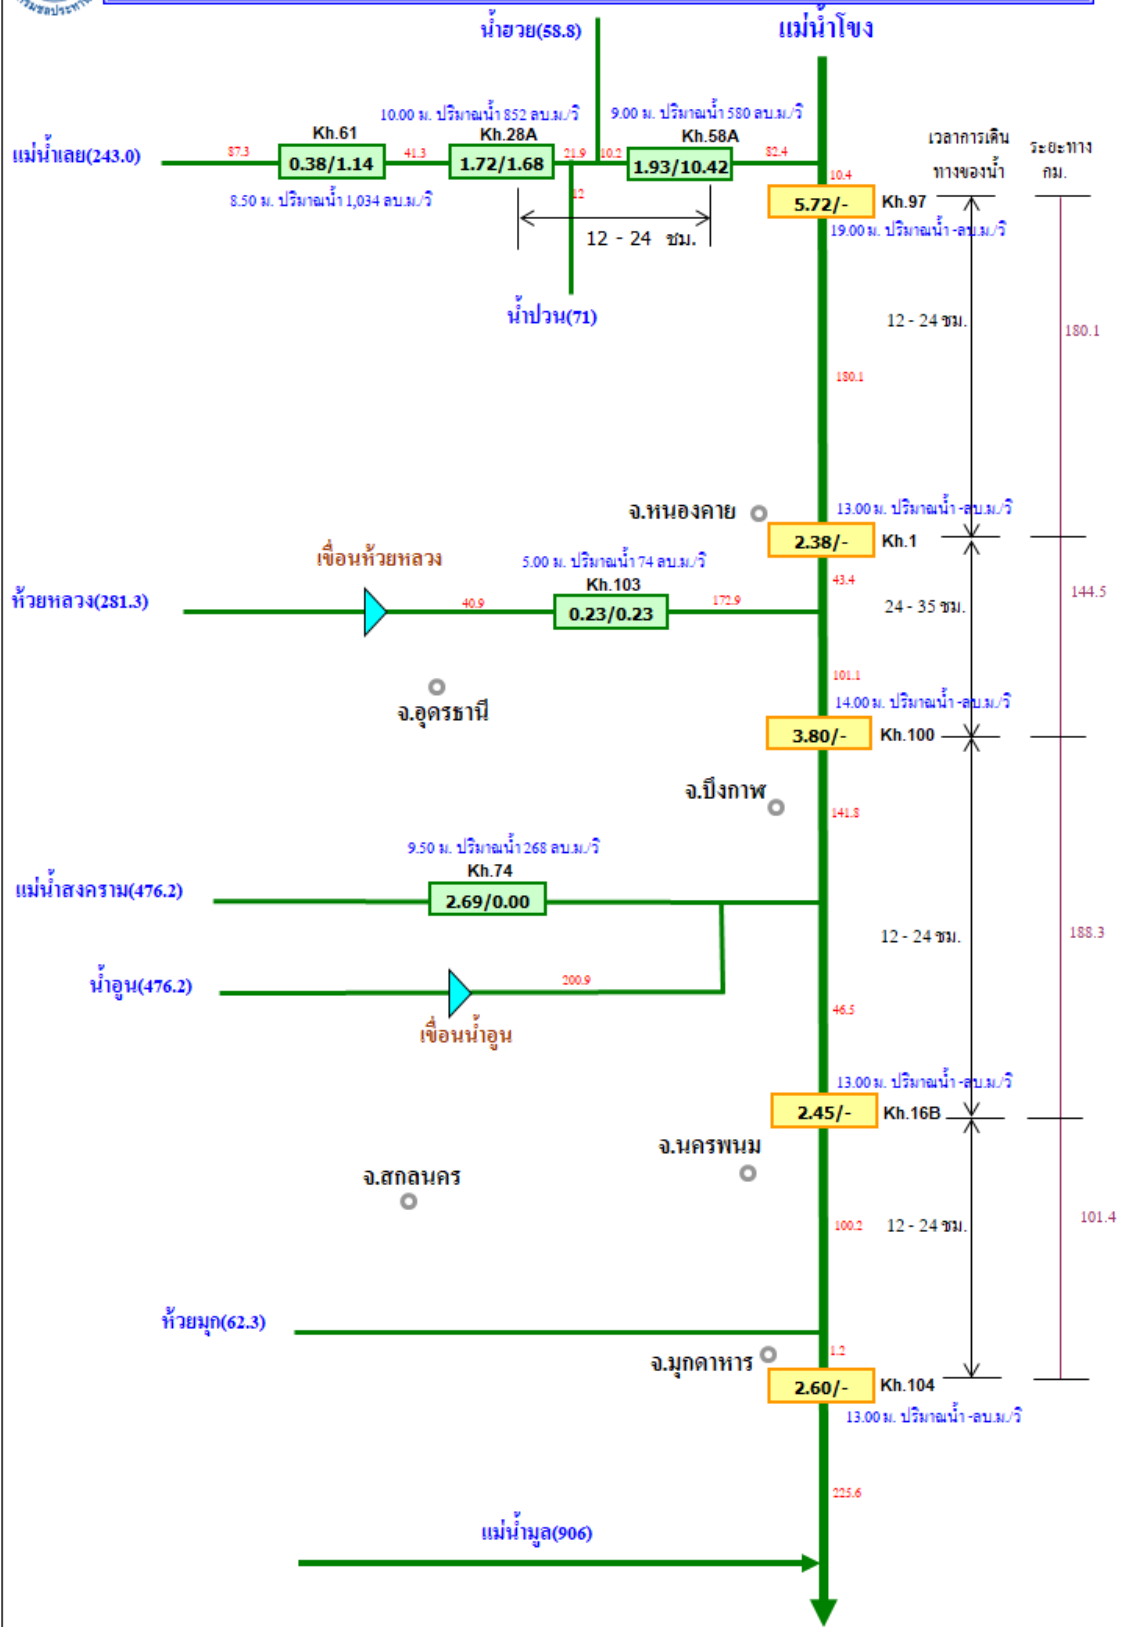 กรมชลประทาน
น้ำฮวย(58.8)
แม่น้ำโขง
10.00 ม. ปริมาณน้ำ 852 ลบ.ม./วิ
9.00 ม. ปริมาณน้ำ 580 ลบ.ม./วิ
Kh.61
Kh.28A
Kh.58A
เวลาการเดิน
ทางของน้ำ
ระยะทาง
กม.
แม่น้ำเลย(243.0)
87.3
0.38/1.14
41.3
1.72/1.68
21.9
10.2
1.93/10.42
82.4
10.4
8.50 ม. ปริมาณน้ำ 1,034 ลบ.ม./วิ
12
5.72/-
Kh.97
19.00 ม. ปริมาณน้ำ -ลบ.ม./วิ
12 - 24 ชม.
น้ำปวน(71)
12 - 24 ชม.
180.1
180.1
13.00 ม. ปริมาณน้ำ -ลบ.ม./วิ
จ.หนองคาย
2.38/-
Kh.1
เขื่อนห้วยหลวง
5.00 ม. ปริมาณน้ำ 74 ลบ.ม./วิ
Kh.103
43.4
ห้วยหลวง(281.3)
40.9
0.23/0.23
172.9
24 - 35 ชม.
144.5
101.1
14.00 ม. ปริมาณน้ำ -ลบ.ม./วิ
จ.อุดรธานี
3.80/-
Kh.100
จ.บึงกาฬ
141.8
9.50 ม. ปริมาณน้ำ 268 ลบ.ม./วิ
Kh.74
แม่น้ำสงคราม(476.2)
2.69/0.00
12 - 24 ชม.
188.3
น้ำอูน(476.2)
200.9
46.5
เขื่อนน้ำอูน
13.00 ม. ปริมาณน้ำ -ลบ.ม./วิ
2.45/-
Kh.16B
จ.นครพนม
จ.สกลนคร
100.2
12 - 24 ชม.
101.4
ห้วยมุก(62.3)
1.2
จ.มุกดาหาร
2.60/-
Kh.104
13.00 ม. ปริมาณน้ำ -ลบ.ม./วิ
225.6
แม่น้ำมูล(906)